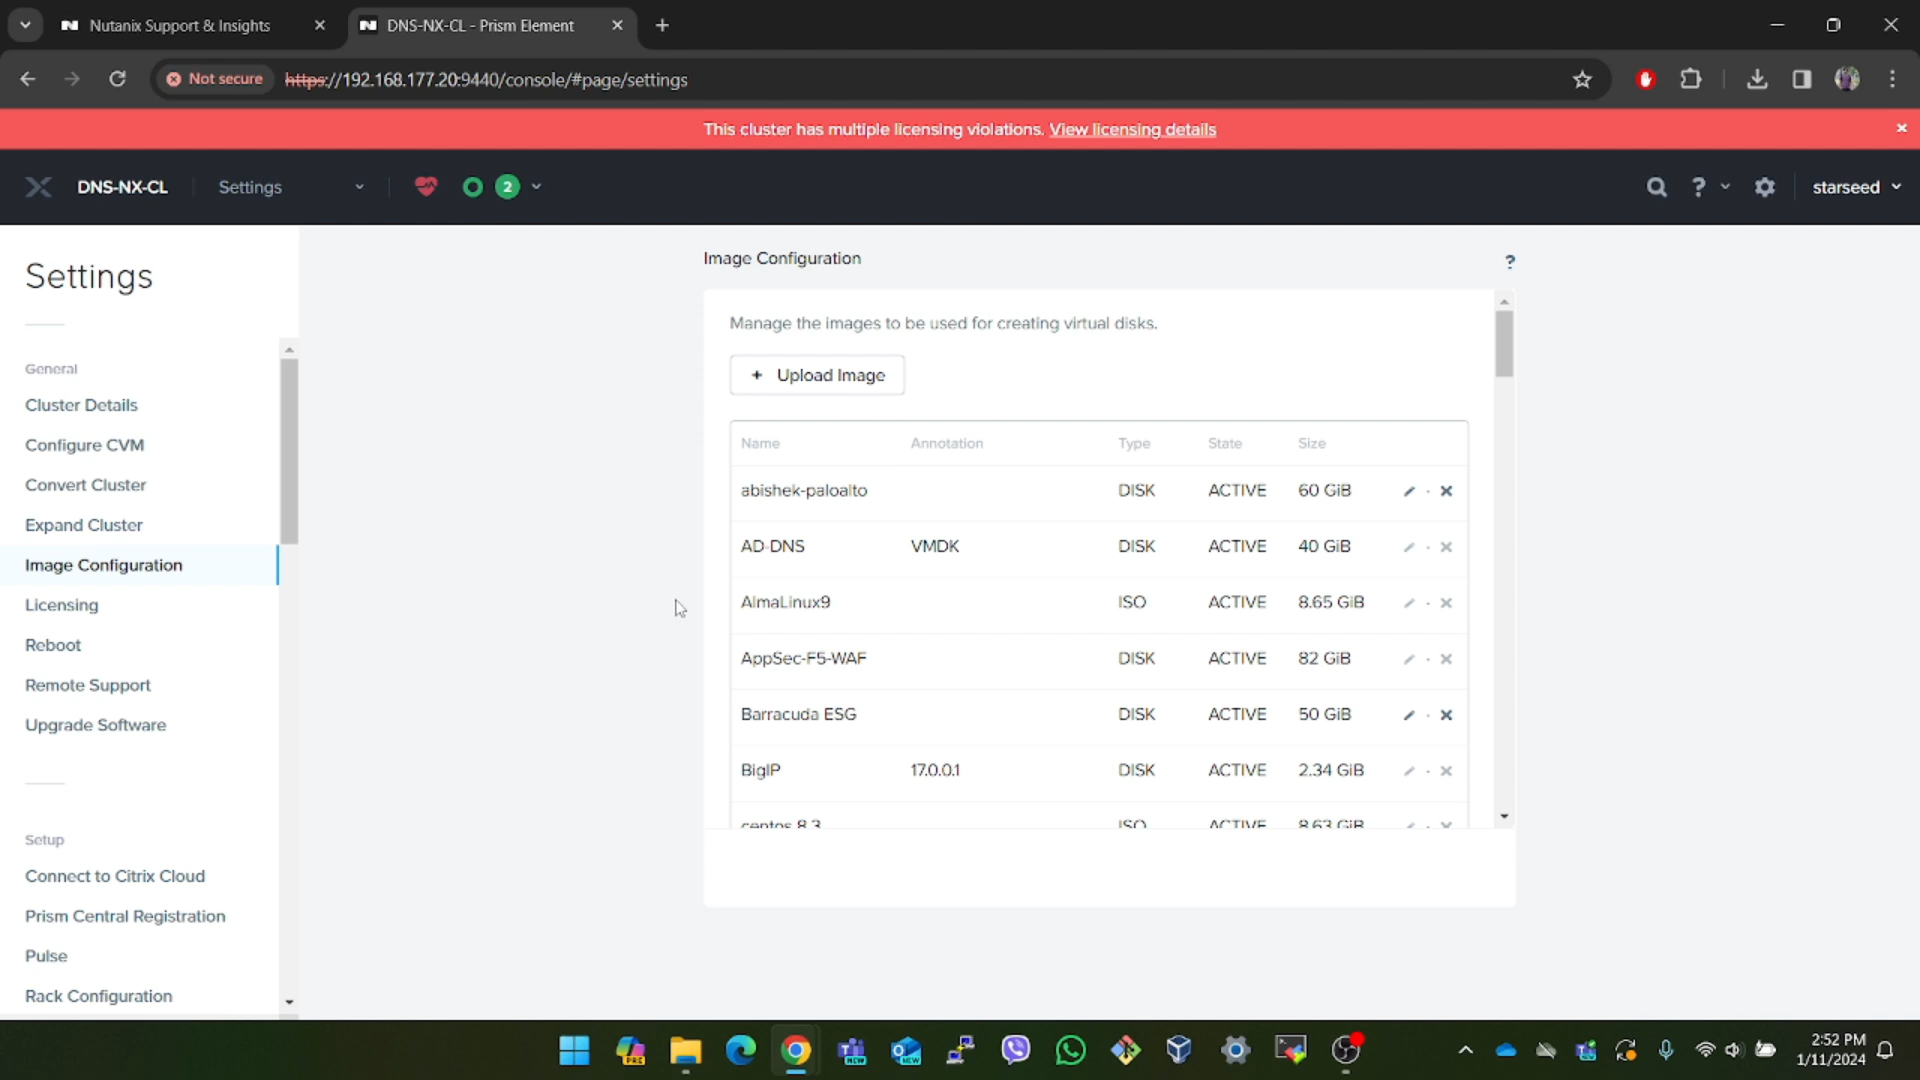 Nutanix Support & Insights
DNS-NX-CL - Prism Element
Not secure
https://192.168.177.20:9440/console/#page/settings
This cluster has multiple licensing violations. View licensing details
DNS-NX-CL
Settings
2
?
starseed
Settings
General
Cluster Details
Configure CVM
Convert Cluster
Expand Cluster
Image Configuration
Licensing
Reboot
Remote Support
Upgrade Software
Setup
Connect to Citrix Cloud
Prism Central Registration
Pulse
Rack Configuration
Image Configuration
?
Manage the images to be used for creating virtual disks.
+ Upload Image
Name Annotation Type State Size
abishek-paloalto DISK ACTIVE 60 GiB
AD-DNS VMDK DISK ACTIVE 40 GiB
AlmaLinux9 ISO ACTIVE 8.65 GiB
AppSec-F5-WAF DISK ACTIVE 82 GiB
Barracuda ESG DISK ACTIVE 50 GiB
BigIP 17.0.0.1 DISK ACTIVE 2.34 GiB
centos 8.3 ISO ACTIVE 8.63 GiB
PRE
NEW
NEW
2:52 PM
1/11/2024